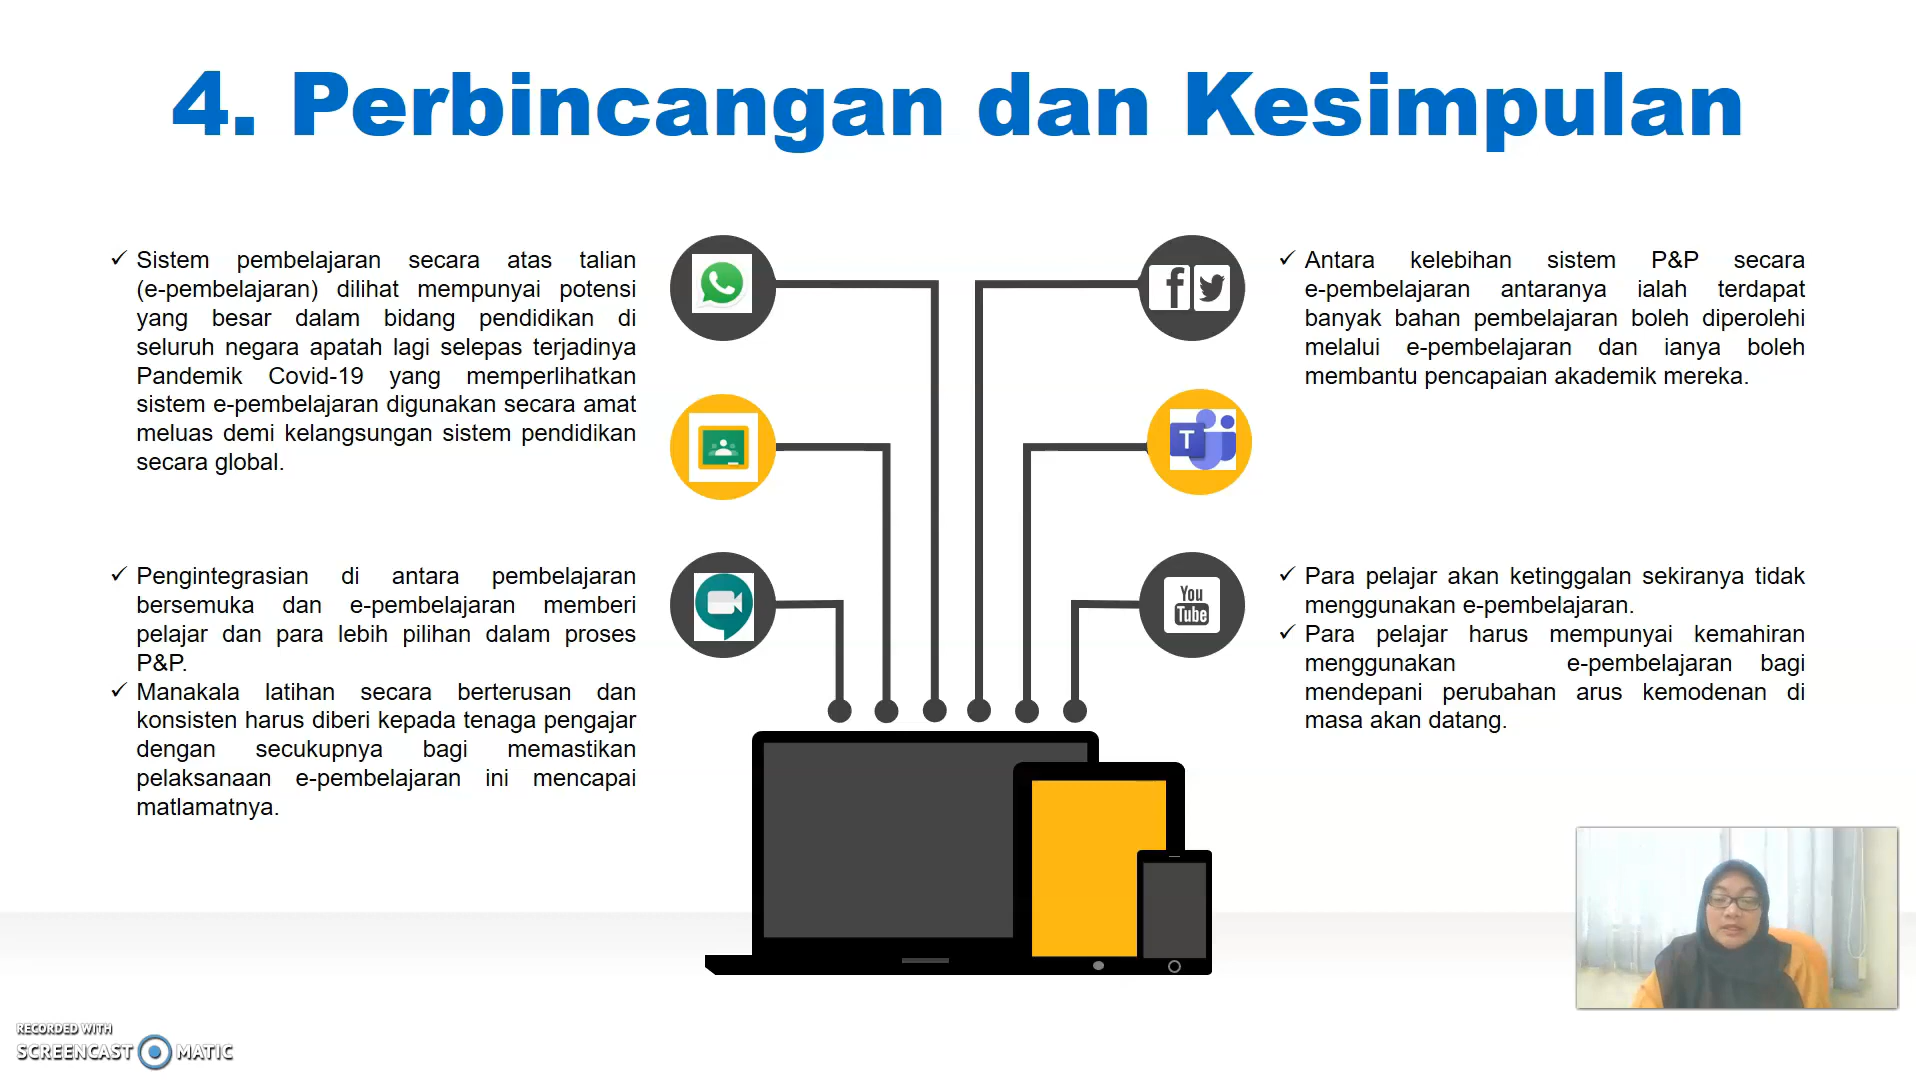 4. Perbincangan dan Kesimpulan
✓ Sistem pembelajaran secara atas talian
(e-pembelajaran) dilihat mempunyai potensi
yang besar dalam bidang pendidikan di
seluruh negara apatah lagi selepas terjadinya
Pandemik Covid-19 yang memperlihatkan
sistem e-pembelajaran digunakan secara amat
meluas demi kelangsungan sistem pendidikan
secara global.
✓ Pengintegrasian di antara pembelajaran
bersemuka dan e-pembelajaran memberi
pelajar dan para lebih pilihan dalam proses
P&P.
✓ Manakala latihan secara berterusan dan
konsisten harus diberi kepada tenaga pengajar
dengan secukupnya bagi memastikan
pelaksanaan e-pembelajaran ini mencapai
matlamatnya.
f
T
You
Tube
✓ Antara kelebihan sistem P&P secara
e-pembelajaran antaranya ialah terdapat
banyak bahan pembelajaran boleh diperolehi
melalui e-pembelajaran dan ianya boleh
membantu pencapaian akademik mereka.
✓ Para pelajar akan ketinggalan sekiranya tidak
menggunakan e-pembelajaran.
✓ Para pelajar harus mempunyai kemahiran
menggunakan e-pembelajaran bagi
mendepani perubahan arus kemodenan di
masa akan datang.
RECORDED WITH
SCREENCAST MATIC